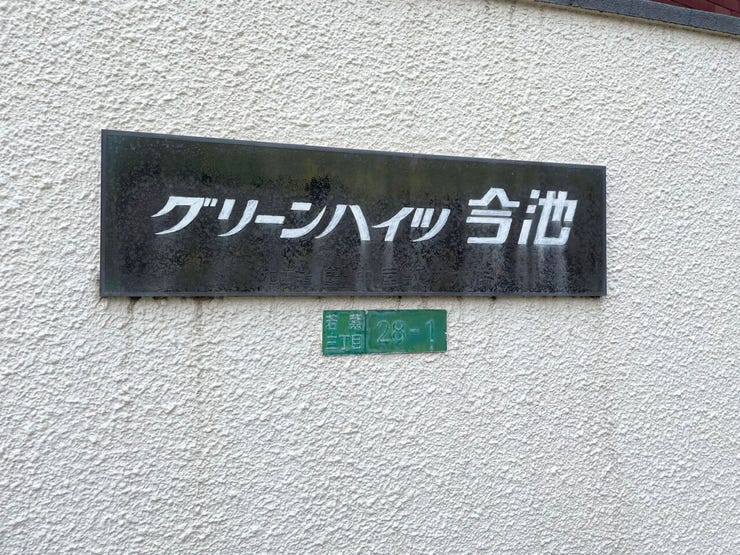 グリーンハイツ 今池
若葉
三丁目
28-1